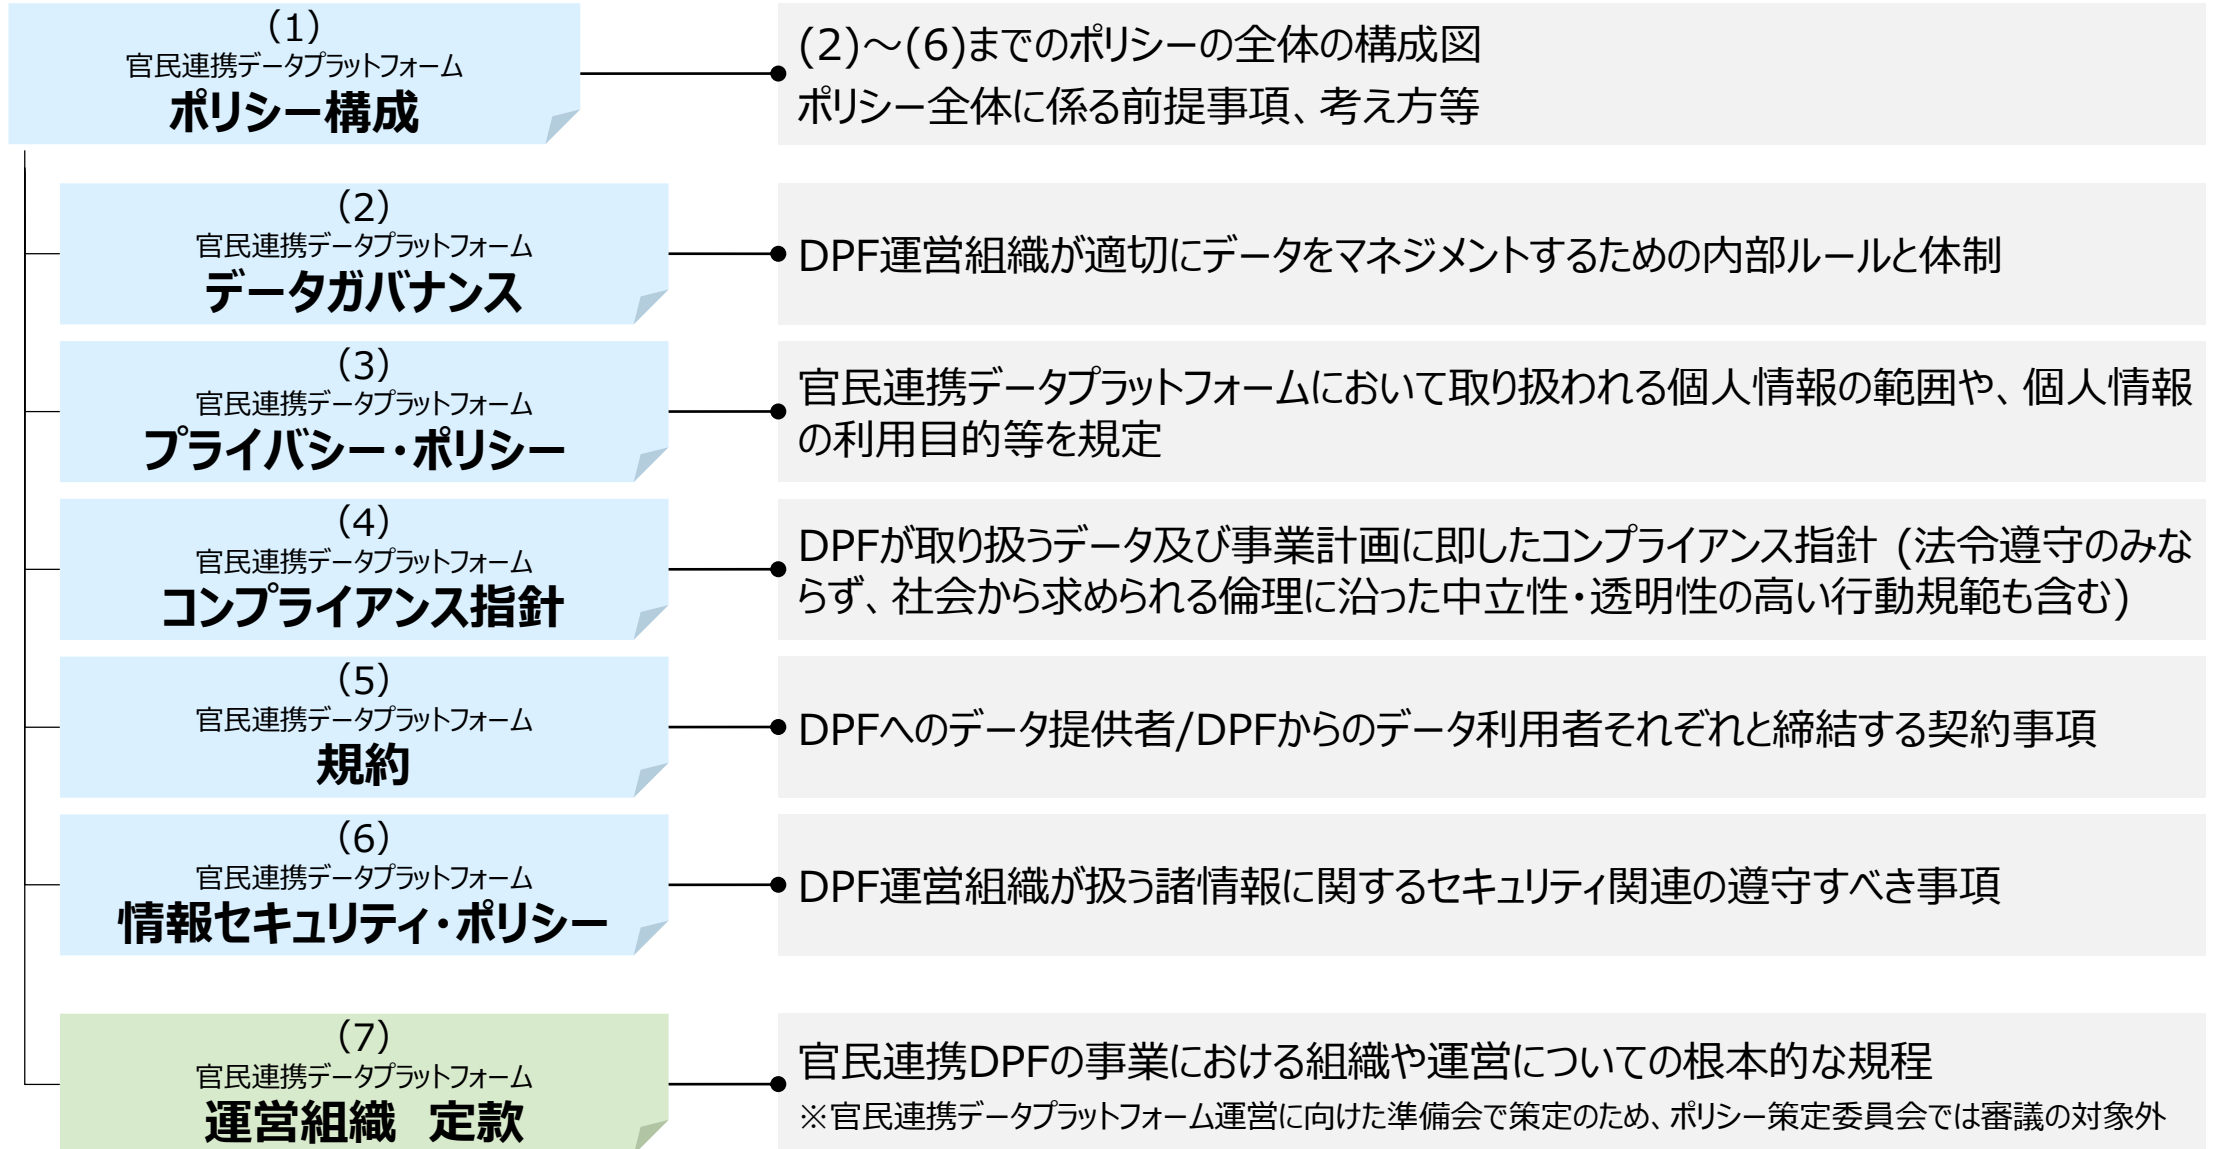 (1)
官民連携データプラットフォーム
ポリシー構成
(2)～(6)までのポリシーの全体の構成図
ポリシー全体に係る前提事項、考え方等
(2)
官民連携データプラットフォーム
データガバナンス
DPF運営組織が適切にデータをマネジメントするための内部ルールと体制
(3)
官民連携データプラットフォーム
プライバシー・ポリシー
官民連携データプラットフォームにおいて取り扱われる個人情報の範囲や、個人情報
の利用目的等を規定
(4)
官民連携データプラットフォーム
コンプライアンス指針
DPFが取り扱うデータ及び事業計画に即したコンプライアンス指針 (法令遵守のみな
らず、社会から求められる倫理に沿った中立性・透明性の高い行動規範も含む)
(5)
官民連携データプラットフォーム
規約
DPFへのデータ提供者/DPFからのデータ利用者それぞれと締結する契約事項
(6)
官民連携データプラットフォーム
情報セキュリティ・ポリシー
DPF運営組織が扱う諸情報に関するセキュリティ関連の遵守すべき事項
(7)
官民連携データプラットフォーム
運営組織　定款
官民連携DPFの事業における組織や運営についての根本的な規程
※官民連携データプラットフォーム運営に向けた準備会で策定のため、ポリシー策定委員会では審議の対象外